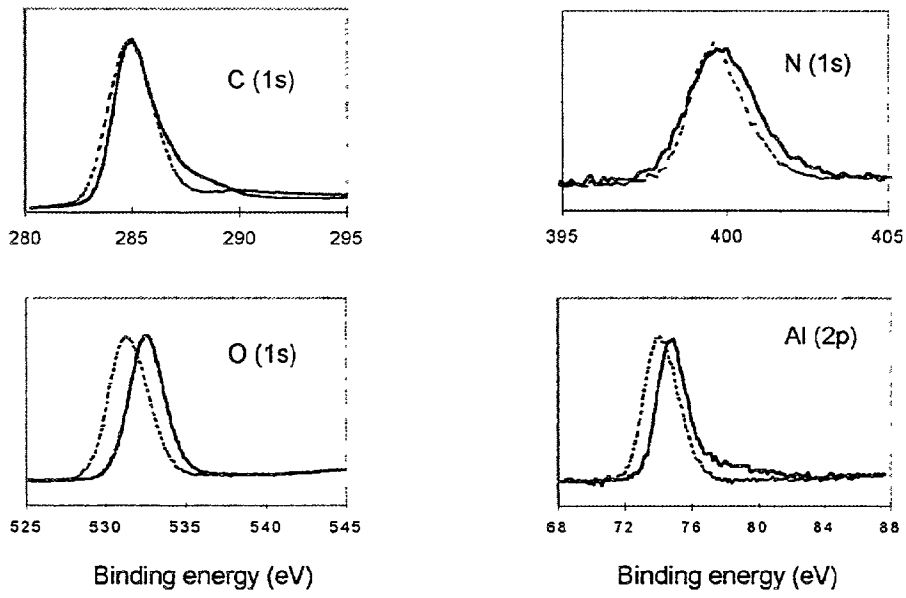 C (1s)
280 285 290 295
N (1s)
395 400 405
O (1s)
525 530 535 540 545
Binding energy (eV)
Al (2p)
68 72 76 80 84 88
Binding energy (eV)